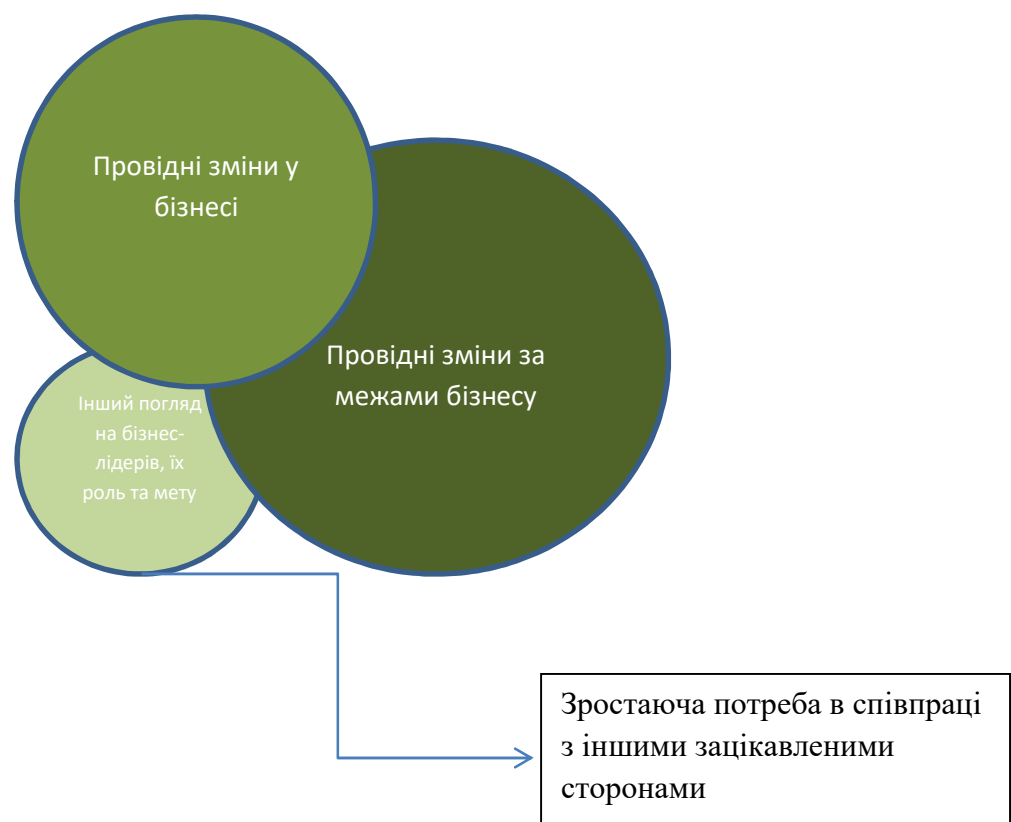 Провідні зміни у
бізнесі
Провідні зміни за
межами бізнесу
Інший погляд
на бізнес-
лідерів, їх
роль та мету
Зростаюча потреба в співпраці
з іншими зацікавленими
сторонами